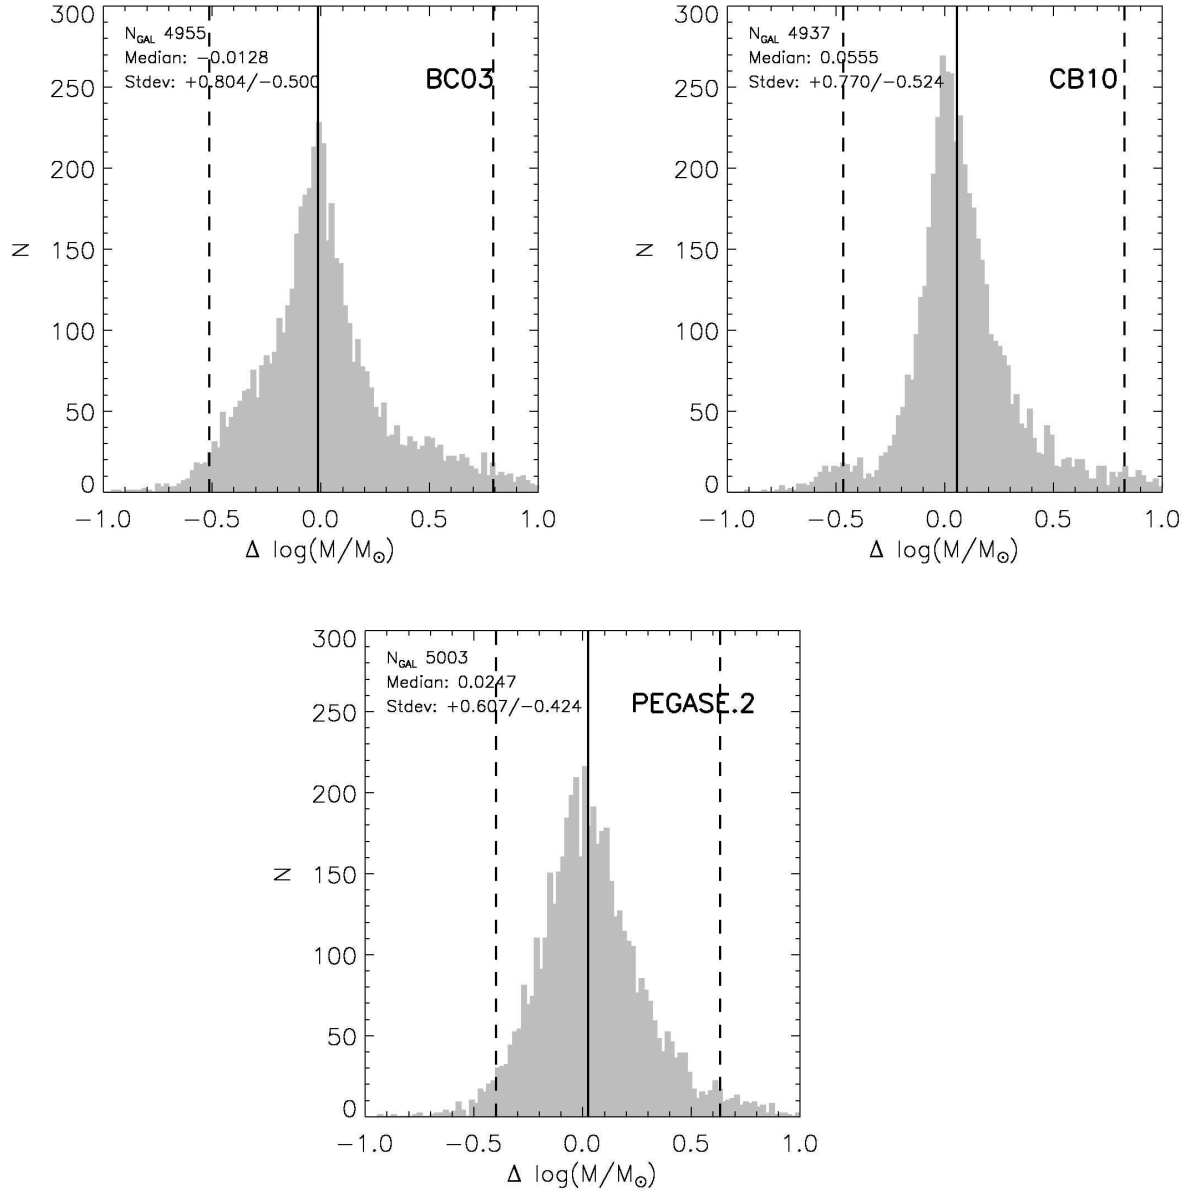 300
250
200
150
100
50
0
N
N_GAL 4955
Median: −0.0128
Stdev: +0.804/−0.500
BC03
−1.0 −0.5 0.0 0.5 1.0
Δ log(M/M⊙)
300
250
200
150
100
50
0
N
N_GAL 4937
Median: 0.0555
Stdev: +0.770/−0.524
CB10
−1.0 −0.5 0.0 0.5 1.0
Δ log(M/M⊙)
300
250
200
150
100
50
0
N
N_GAL 5003
Median: 0.0247
Stdev: +0.607/−0.424
PEGASE.2
−1.0 −0.5 0.0 0.5 1.0
Δ log(M/M⊙)